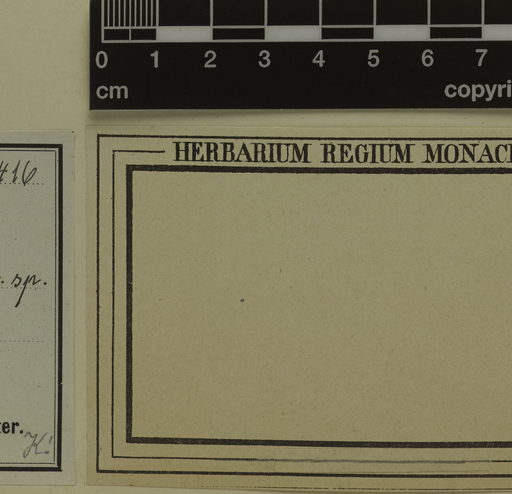 0 1 2 3 4 5 6 7
cm copyri
HERBARIUM REGIUM MONAC
416
. sp.
ter.
K!